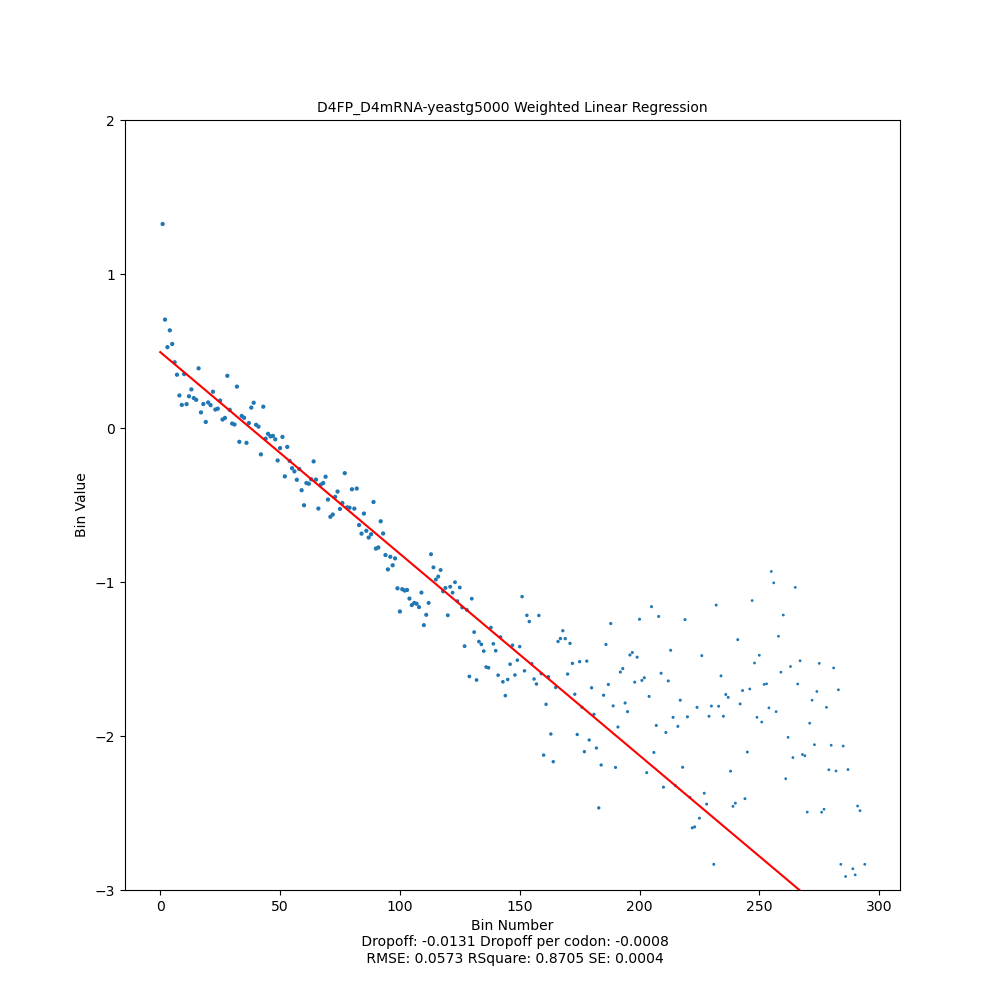 D4FP_D4mRNA-yeastg5000 Weighted Linear Regression
2
1
0
−1
−2
−3
Bin Value
0 50 100 150 200 250 300
Bin Number
Dropoff: -0.0131 Dropoff per codon: -0.0008
RMSE: 0.0573 RSquare: 0.8705 SE: 0.0004